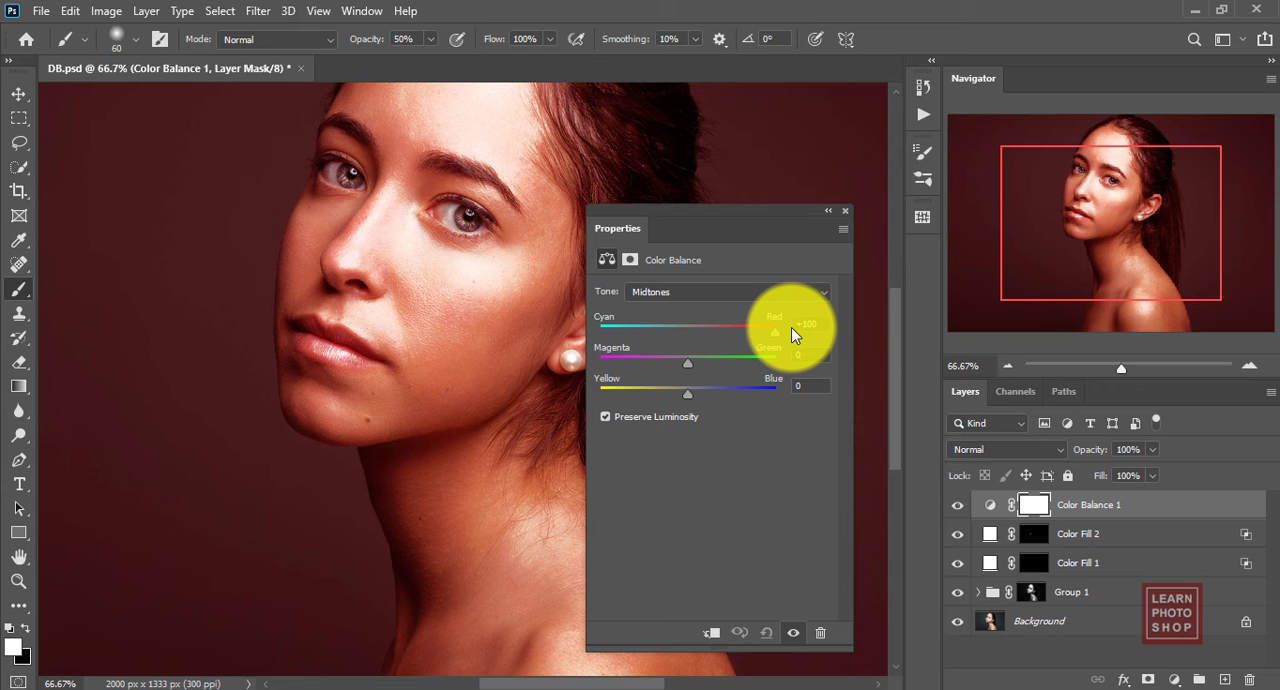 Ps File Edit Image Layer Type Select Filter 3D View Window Help
60 Mode: Normal Opacity: 50% Flow: 100% Smoothing: 10% 0°
DB.psd @ 66.7% (Color Balance 1, Layer Mask/8) * ×
Navigator
66.67%
Properties
Color Balance
Tone: Midtones
Cyan Red +100
Magenta Green 0
Yellow Blue 0
Preserve Luminosity
Layers Channels Paths
Kind
Normal Opacity: 100%
Lock: Fill: 100%
Color Balance 1
Color Fill 2
Color Fill 1
Group 1
Background
LEARN
PHOTO
SHOP
66.67% 2000 px x 1333 px (300 ppi)